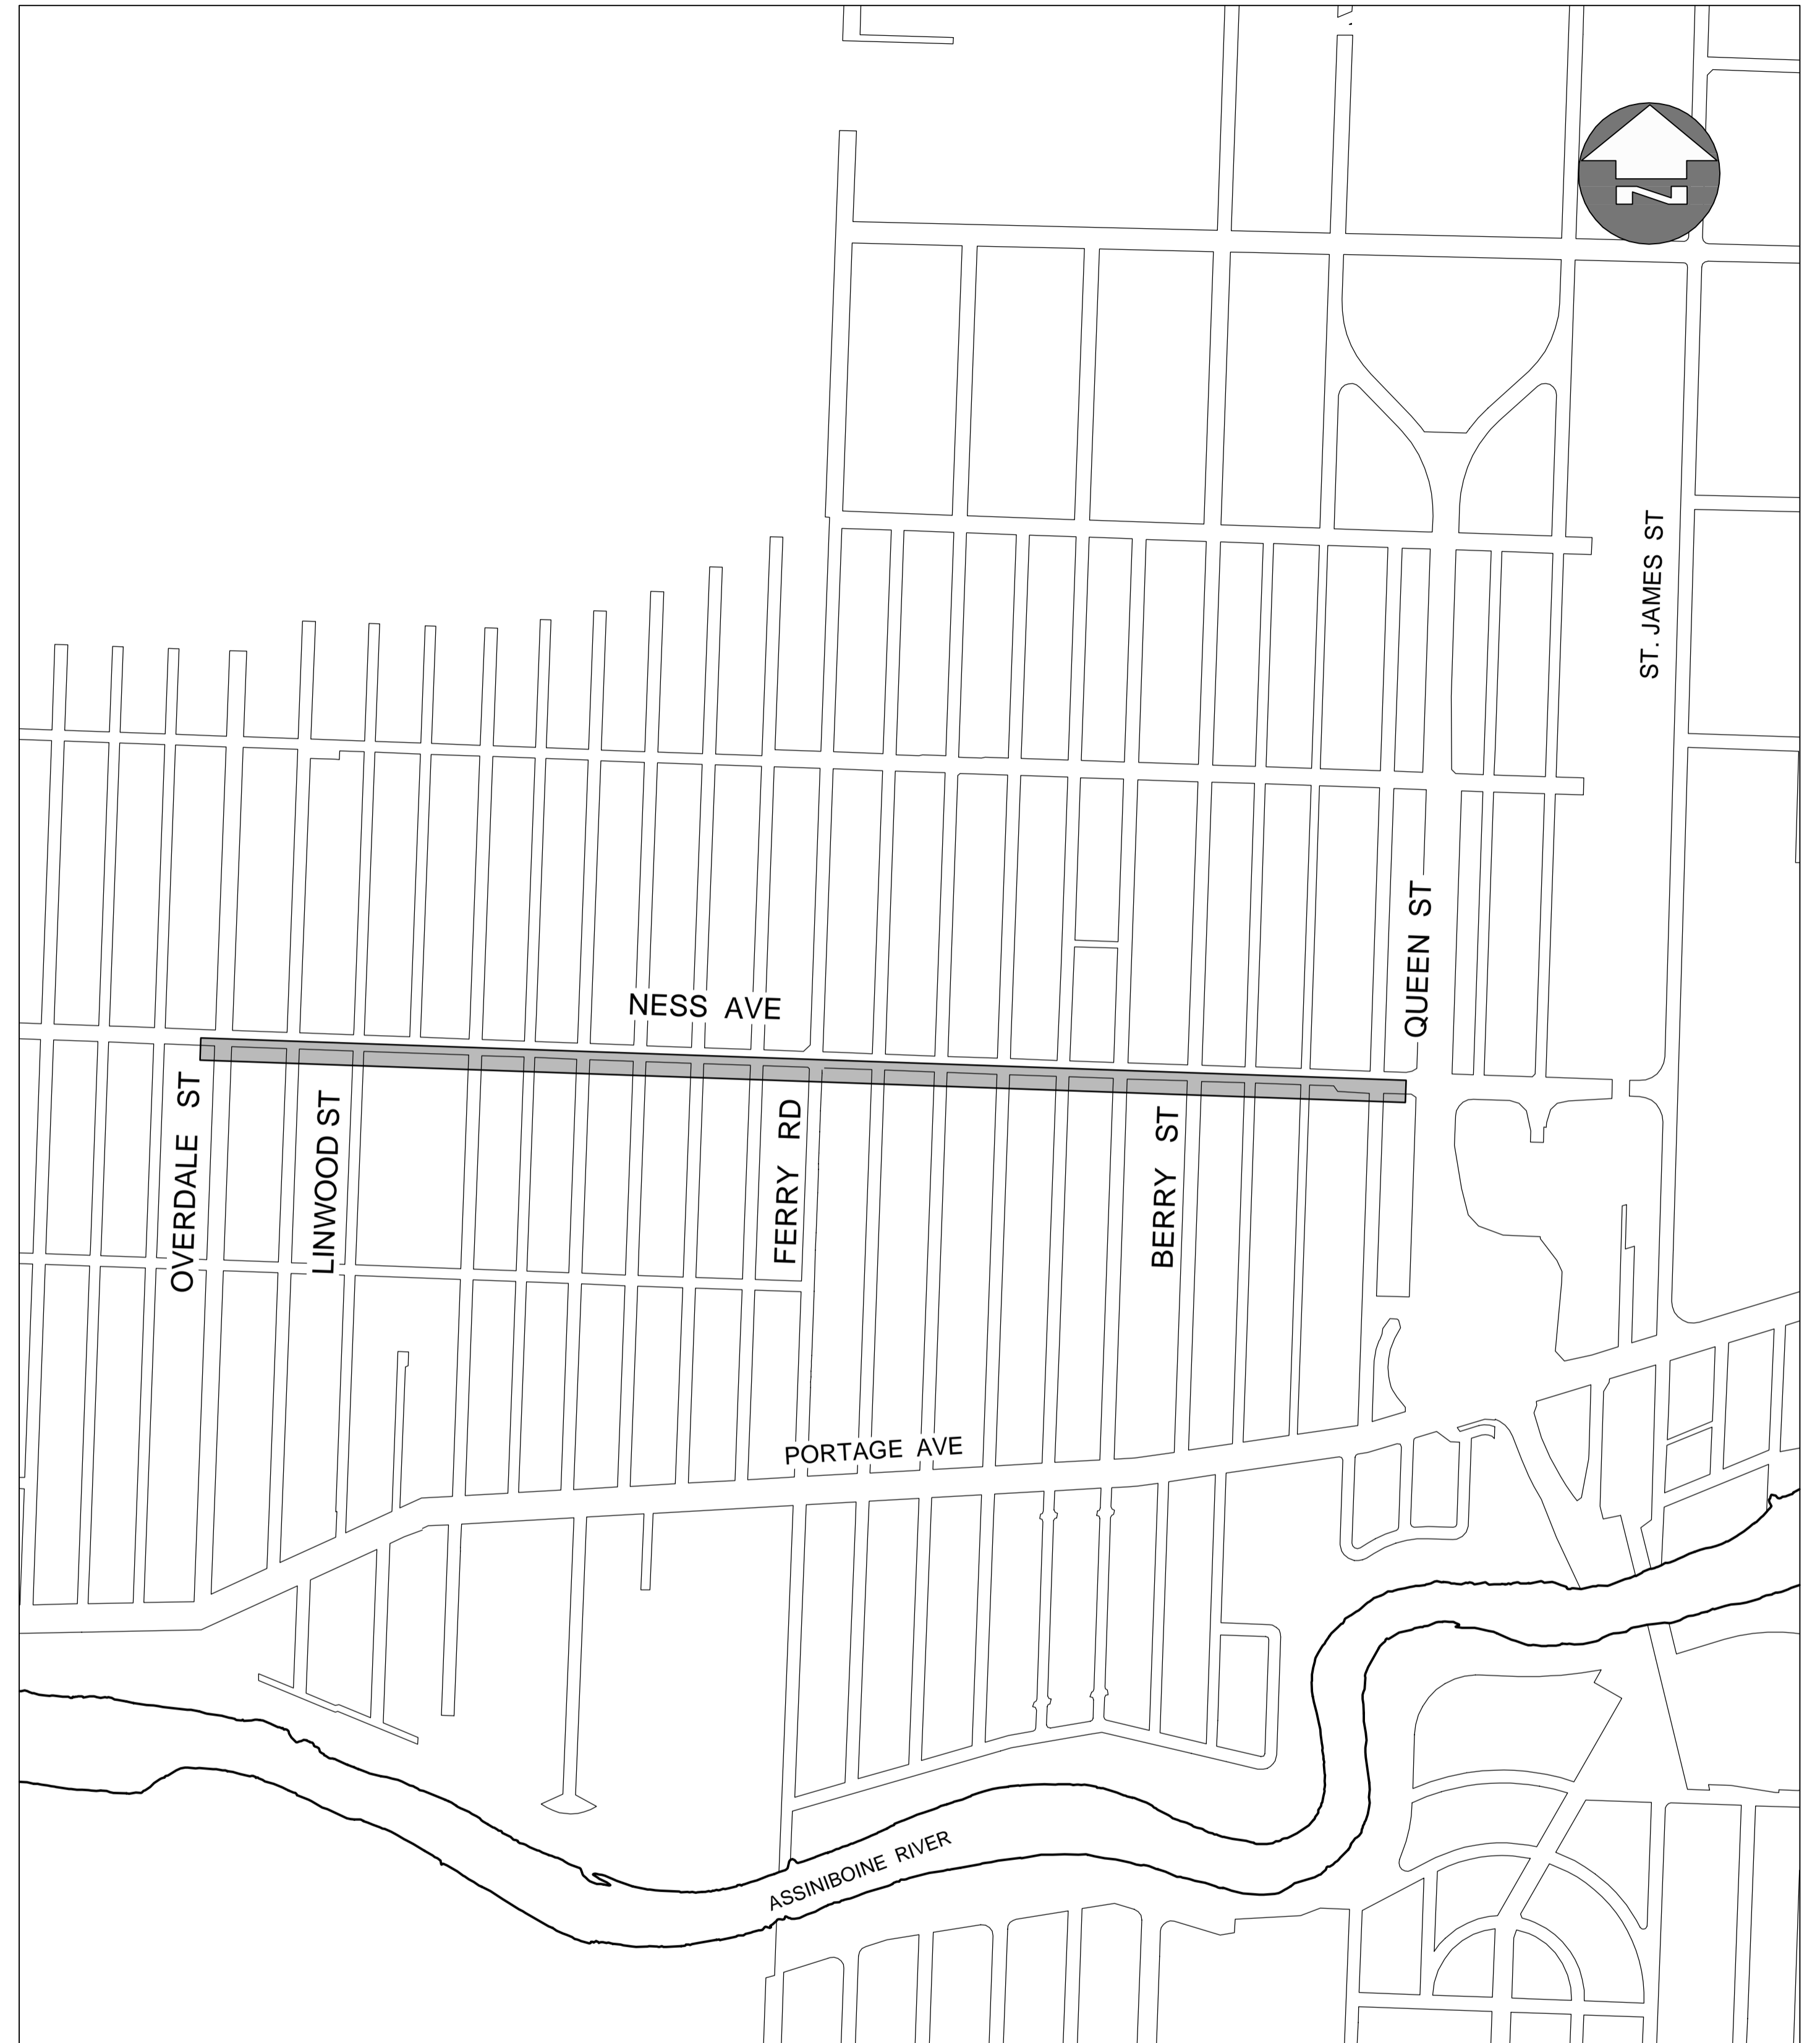 N
ST. JAMES ST
QUEEN ST
NESS AVE
OVERDALE ST
LINWOOD ST
FERRY RD
BERRY ST
PORTAGE AVE
ASSINIBOINE RIVER